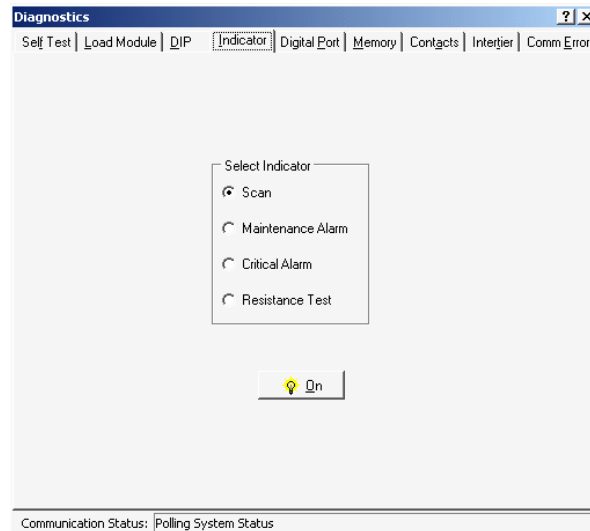 Diagnostics
Self Test Load Module DIP Indicator Digital Port Memory Contacts Intertier Comm Error
Select Indicator
Scan
Maintenance Alarm
Critical Alarm
Resistance Test
On
Communication Status: Polling System Status